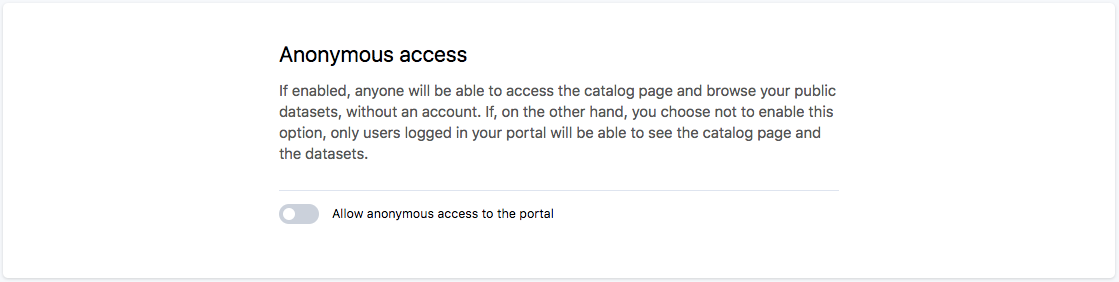 Anonymous access
If enabled, anyone will be able to access the catalog page and browse your public
datasets, without an account. If, on the other hand, you choose not to enable this
option, only users logged in your portal will be able to see the catalog page and
the datasets.
Allow anonymous access to the portal